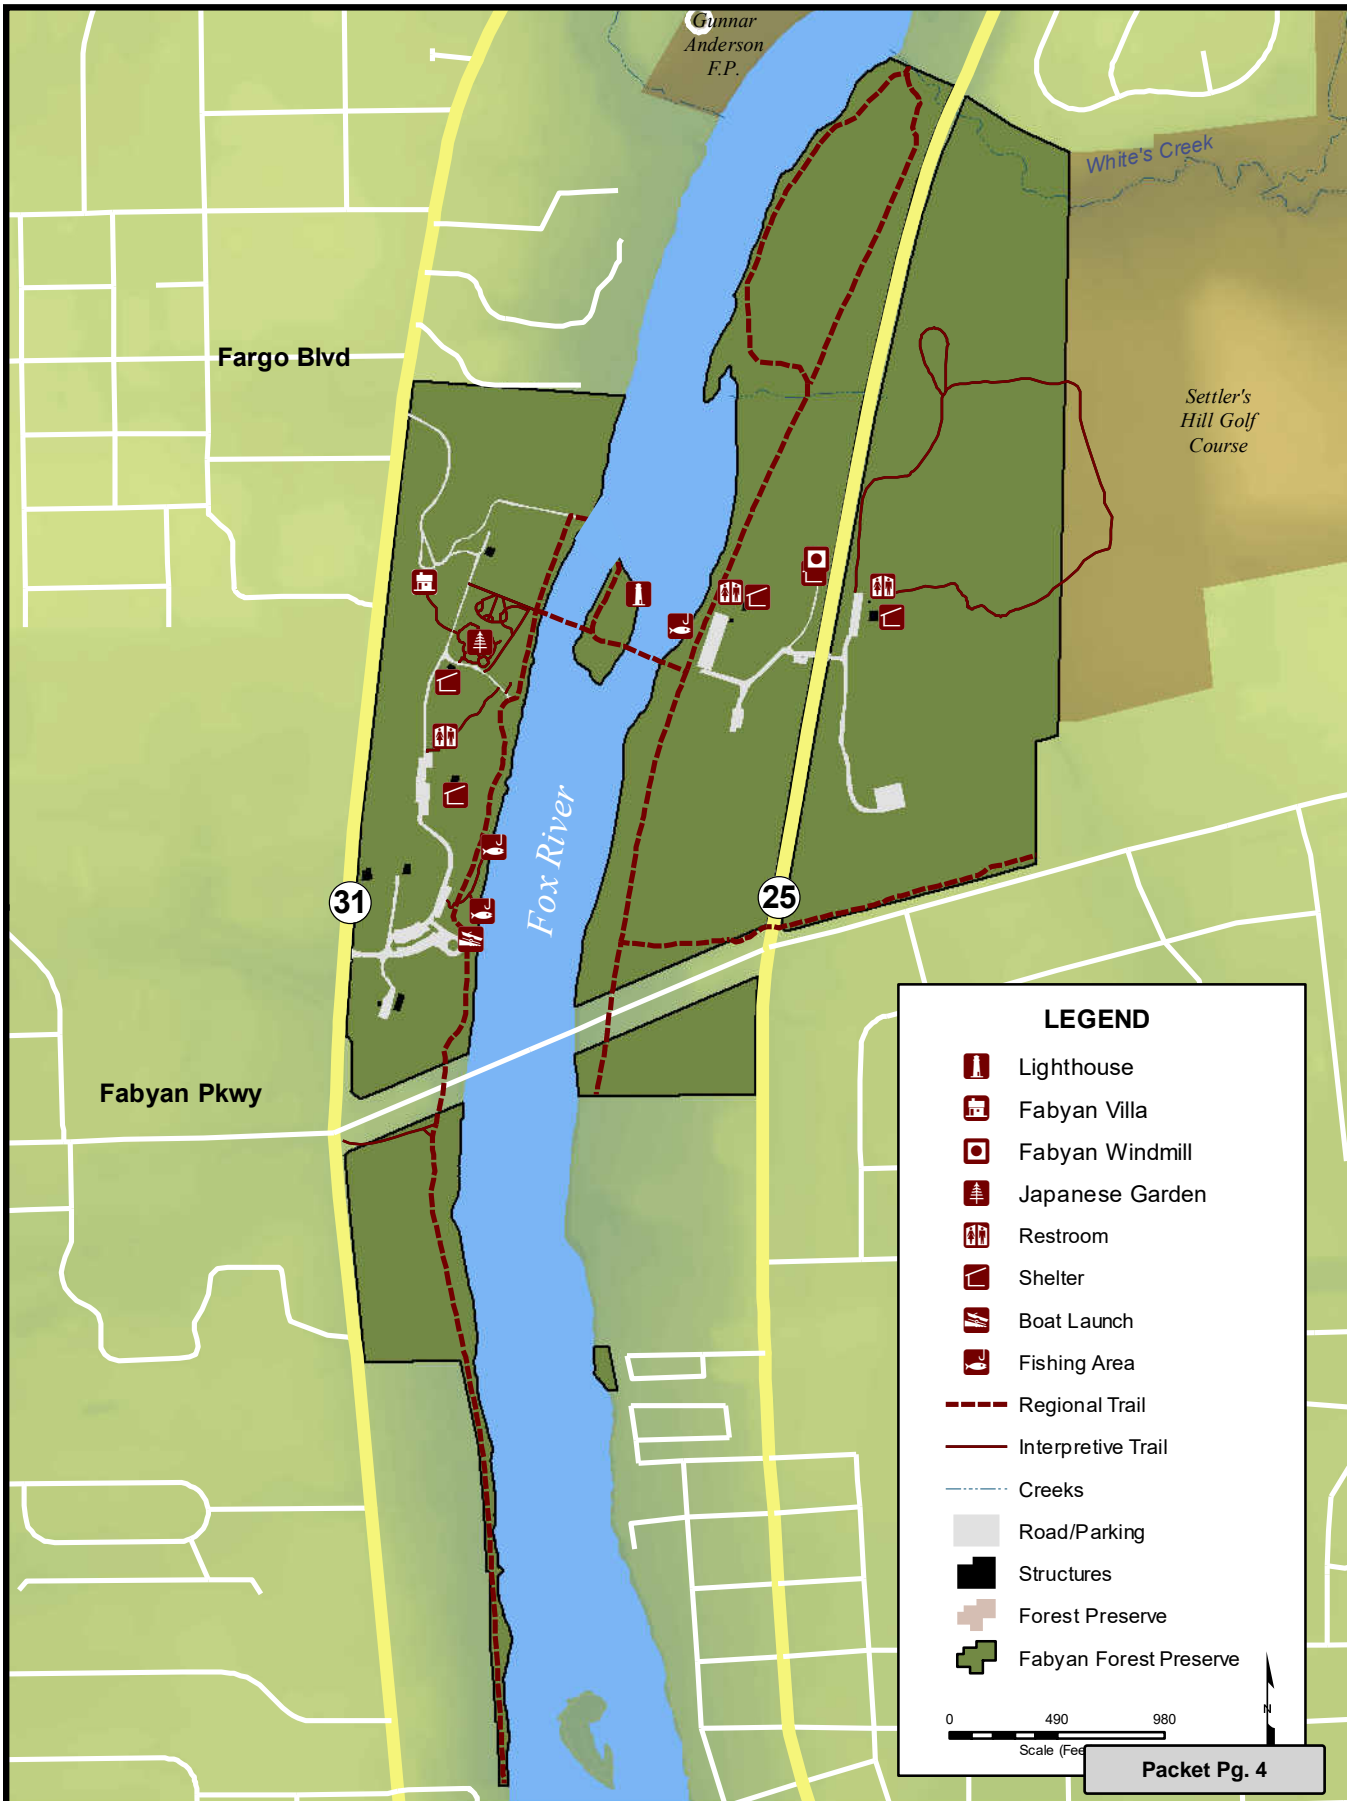 Gunnar
Anderson
F.P.
White's Creek
Fargo Blvd
Settler's
Hill Golf
Course
Fox River
31
25
Fabyan Pkwy
LEGEND
Lighthouse
Fabyan Villa
Fabyan Windmill
Japanese Garden
Restroom
Shelter
Boat Launch
Fishing Area
Regional Trail
Interpretive Trail
Creeks
Road/Parking
Structures
Forest Preserve
Fabyan Forest Preserve
N
0 490 980
Scale (Fee
Packet Pg. 4